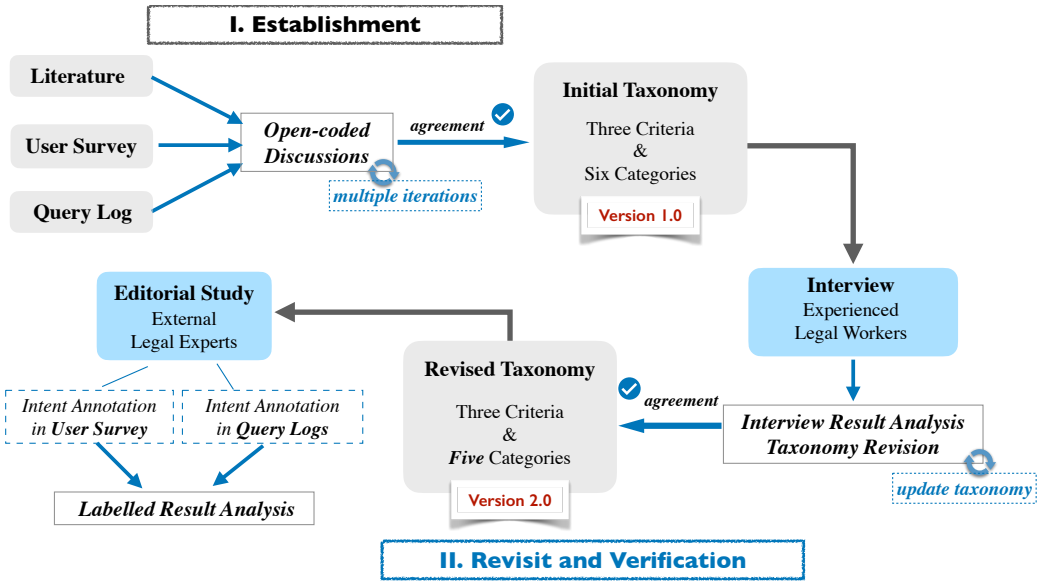 I. Establishment
Literature
User Survey
Query Log
Open-coded
Discussions
multiple iterations
agreement
Initial Taxonomy
Three Criteria
&
Six Categories
Version 1.0
Interview
Experienced
Legal Workers
Interview Result Analysis
Taxonomy Revision
update taxonomy
agreement
Revised Taxonomy
Three Criteria
&
Five Categories
Version 2.0
Editorial Study
External
Legal Experts
Intent Annotation
in User Survey
Intent Annotation
in Query Logs
Labelled Result Analysis
II. Revisit and Verification